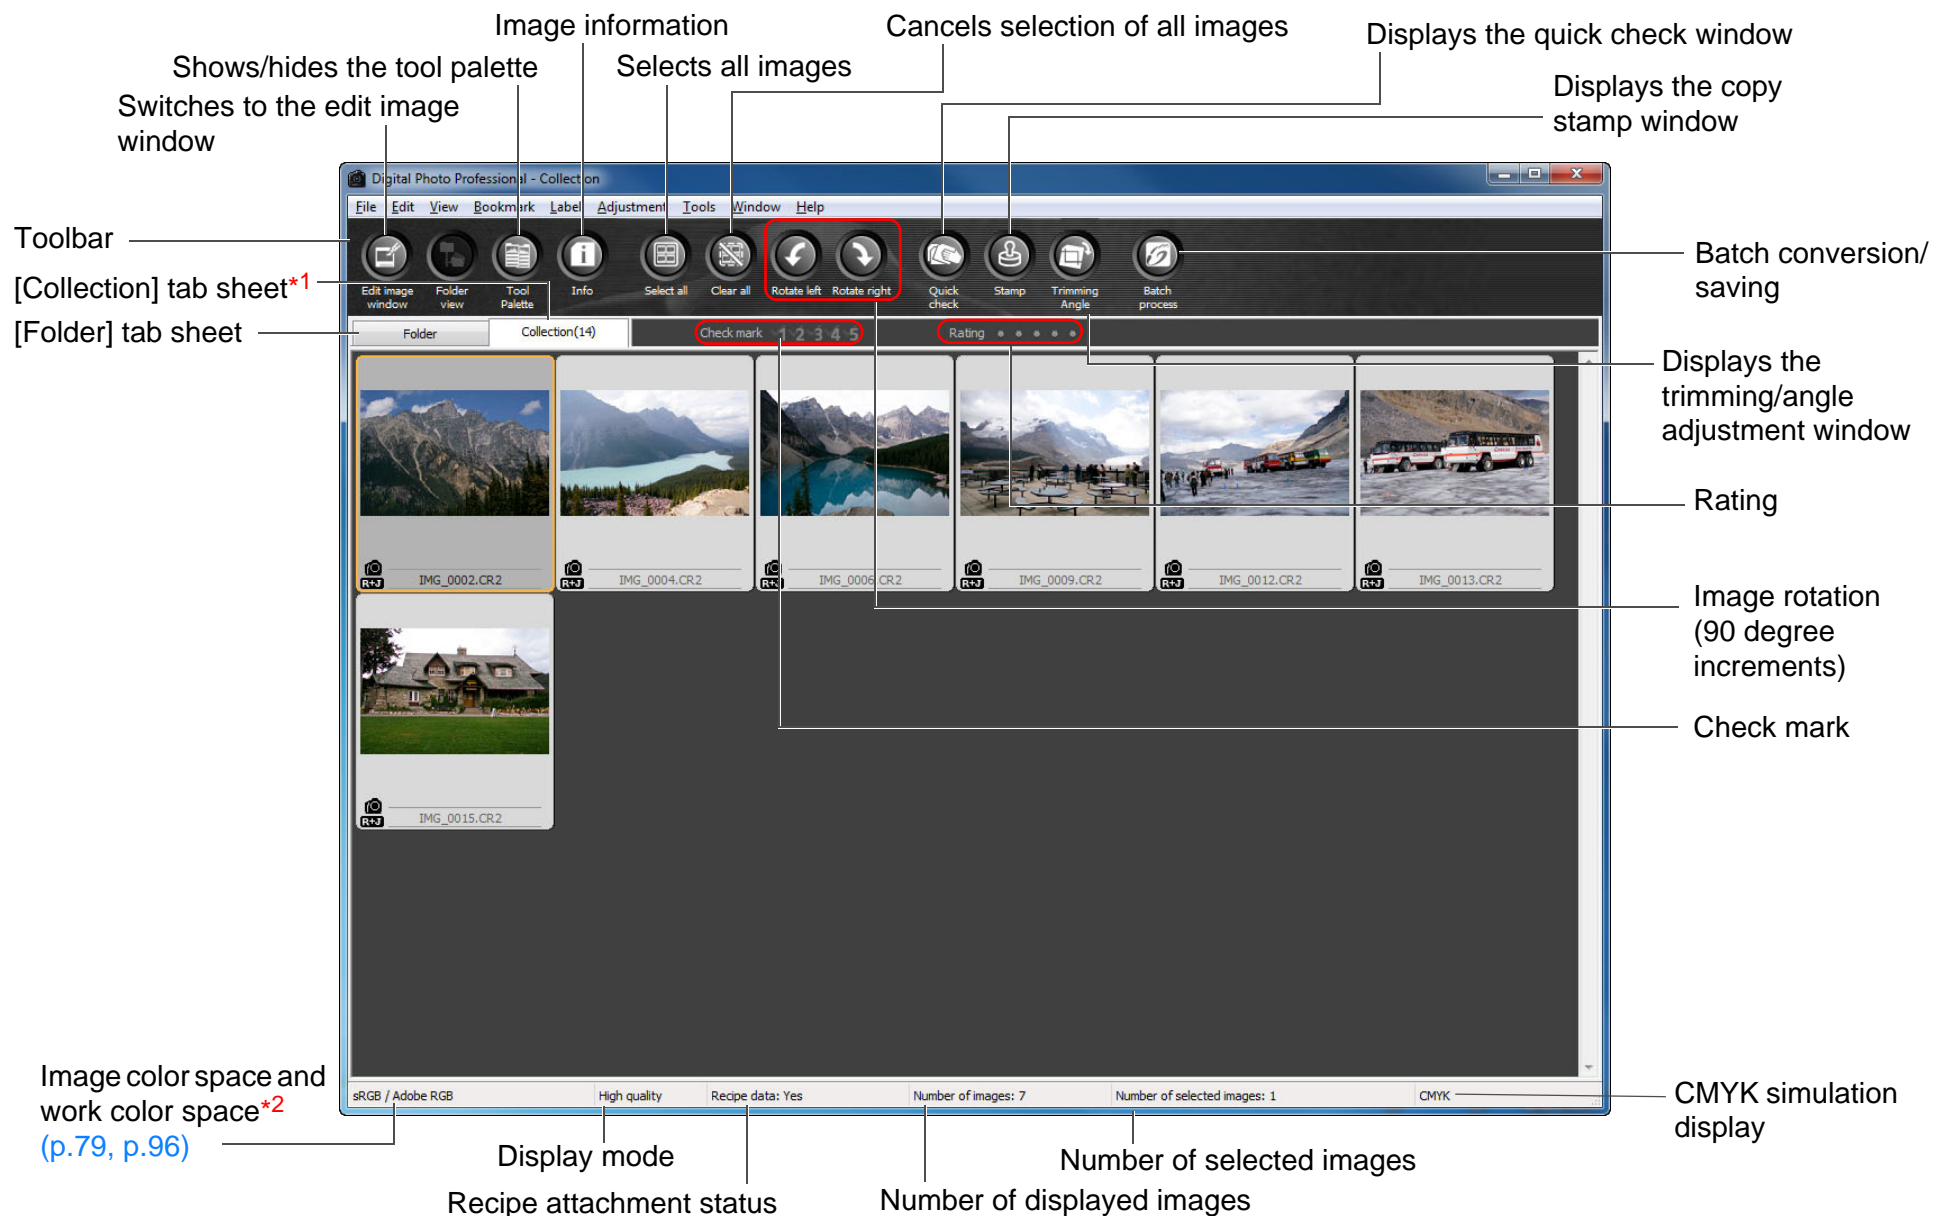 Image information
Cancels selection of all images
Displays the quick check window
Shows/hides the tool palette
Selects all images
Displays the copy
stamp window
Switches to the edit image
window
Digital Photo Professional - Collection
File Edit View Bookmark Label Adjustment Tools Window Help
Toolbar
[Collection] tab sheet*1
[Folder] tab sheet
Edit image
window
Folder
view
Tool
Palette
Info
Select all
Clear all
Rotate left
Rotate right
Quick
check
Stamp
Trimming
Angle
Batch
process
Batch conversion/
saving
Folder
Collection(14)
Check mark 1 2 3 4 5
Rating
Displays the
trimming/angle
adjustment window
Rating
Image rotation
(90 degree
increments)
Check mark
R+J IMG_0002.CR2
R+J IMG_0004.CR2
R+J IMG_0006.CR2
R+J IMG_0009.CR2
R+J IMG_0012.CR2
R+J IMG_0013.CR2
R+J IMG_0015.CR2
sRGB / Adobe RGB
High quality
Recipe data: Yes
Number of images: 7
Number of selected images: 1
CMYK
Image color space and
work color space*2
(p.79, p.96)
Display mode
Recipe attachment status
Number of displayed images
Number of selected images
CMYK simulation
display